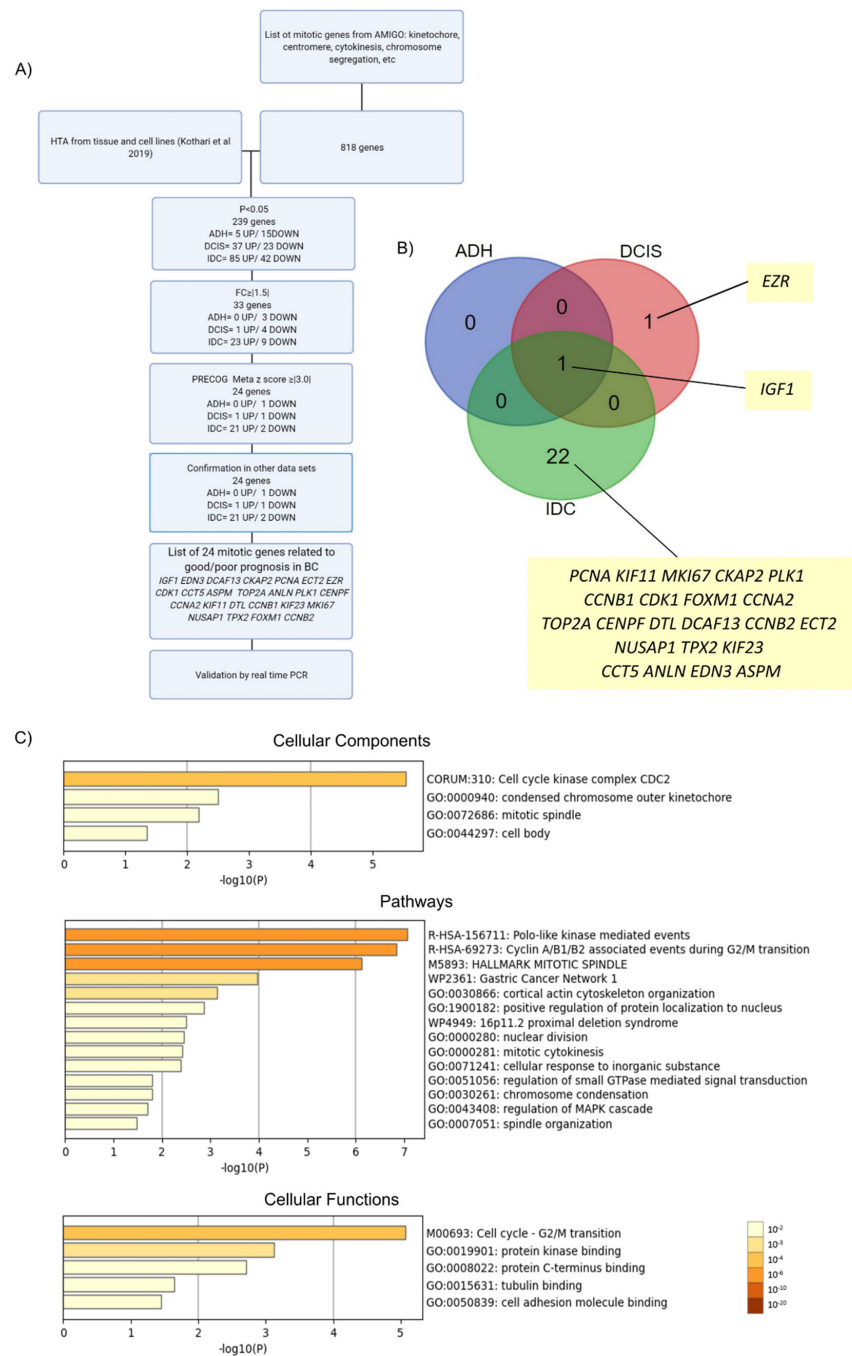 A)
List of mitotic genes from AMIGO: kinetochore,
centromere, cytokinesis, chromosome
segregation, etc
HTA from tissue and cell lines (Kothari et al
2019)
818 genes
P<0.05
239 genes
ADH= 5 UP/ 15DOWN
DCIS= 37 UP/ 23 DOWN
IDC= 85 UP/ 42 DOWN
FC≥|1.5|
33 genes
ADH= 0 UP/ 3 DOWN
DCIS= 1 UP/ 4 DOWN
IDC= 23 UP/ 9 DOWN
PRECOG Meta z score ≥|3.0|
24 genes
ADH= 0 UP/ 1 DOWN
DCIS= 1 UP/ 1 DOWN
IDC= 21 UP/ 2 DOWN
Confirmation in other data sets
24 genes
ADH= 0 UP/ 1 DOWN
DCIS= 1 UP/ 1 DOWN
IDC= 21 UP/ 2 DOWN
List of 24 mitotic genes related to
good/poor prognosis in BC
IGF1 EDN3 DCAF13 CKAP2 PCNA ECT2 EZR
CDK1 CCT5 ASPM TOP2A ANLN PLK1 CENPF
CCNA2 KIF11 DTL CCNB1 KIF23 MKI67
NUSAP1 TPX2 FOXM1 CCNB2
Validation by real time PCR
B)
ADH
DCIS
0
0
1
1
0
0
22
IDC
EZR
IGF1
PCNA KIF11 MKI67 CKAP2 PLK1
CCNB1 CDK1 FOXM1 CCNA2
TOP2A CENPF DTL DCAF13 CCNB2 ECT2
NUSAP1 TPX2 KIF23
CCT5 ANLN EDN3 ASPM
C)
Cellular Components
CORUM:310: Cell cycle kinase complex CDC2
GO:0000940: condensed chromosome outer kinetochore
GO:0072686: mitotic spindle
GO:0044297: cell body
0 1 2 3 4 5
-log10(P)
Pathways
R-HSA-156711: Polo-like kinase mediated events
R-HSA-69273: Cyclin A/B1/B2 associated events during G2/M transition
M5893: HALLMARK MITOTIC SPINDLE
WP2361: Gastric Cancer Network 1
GO:0030866: cortical actin cytoskeleton organization
GO:1900182: positive regulation of protein localization to nucleus
WP4949: 16p11.2 proximal deletion syndrome
GO:0000280: nuclear division
GO:0000281: mitotic cytokinesis
GO:0071241: cellular response to inorganic substance
GO:0051056: regulation of small GTPase mediated signal transduction
GO:0030261: chromosome condensation
GO:0043408: regulation of MAPK cascade
GO:0007051: spindle organization
0 1 2 3 4 5 6 7
-log10(P)
Cellular Functions
M00693: Cell cycle - G2/M transition
GO:0019901: protein kinase binding
GO:0008022: protein C-terminus binding
GO:0015631: tubulin binding
GO:0050839: cell adhesion molecule binding
0 1 2 3 4 5
-log10(P)
10⁻²
10⁻³
10⁻⁴
10⁻⁶
10⁻¹⁰
10⁻²⁰